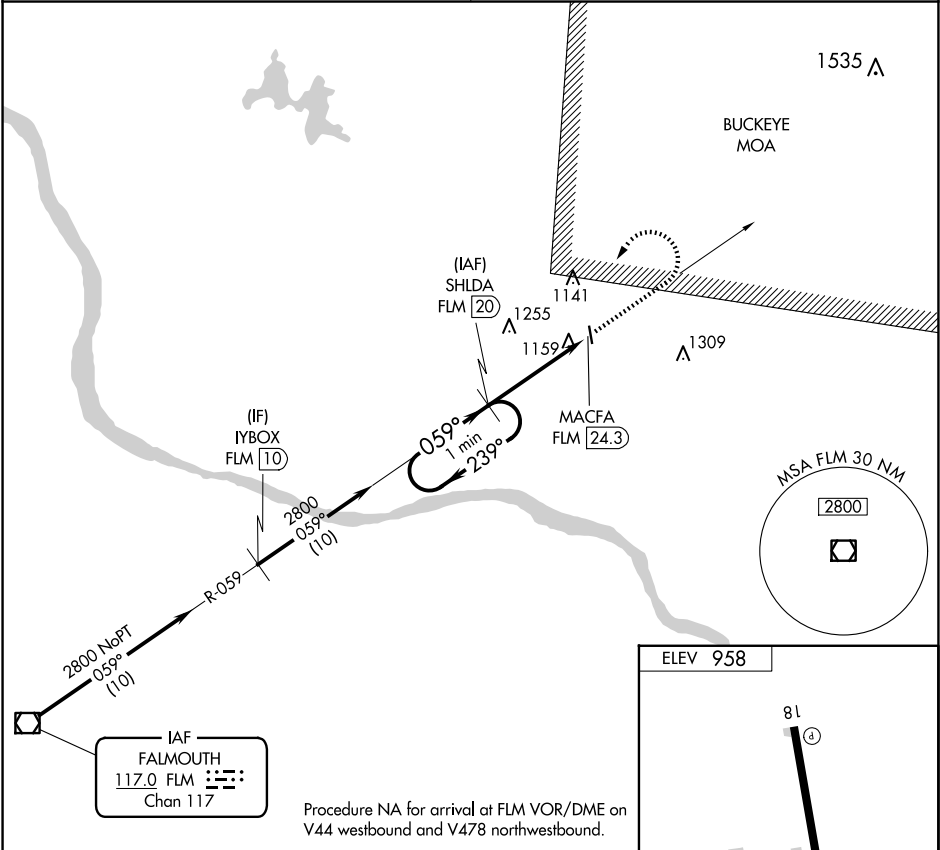 1535
BUCKEYE
MOA
(IAF)
SHLDA
FLM 20
1141
1255
1159
1309
MACFA
FLM 24.3
(IF)
IYBOX
FLM 10
059°
1 min
239°
2800
059°
(10)
R-059
2800 NoPT
059°
(10)
MSA FLM 30 NM
2800
IAF
FALMOUTH
117.0 FLM
Chan 117
Procedure NA for arrival at FLM VOR/DME on
V44 westbound and V478 northwestbound.
ELEV 958
18
P